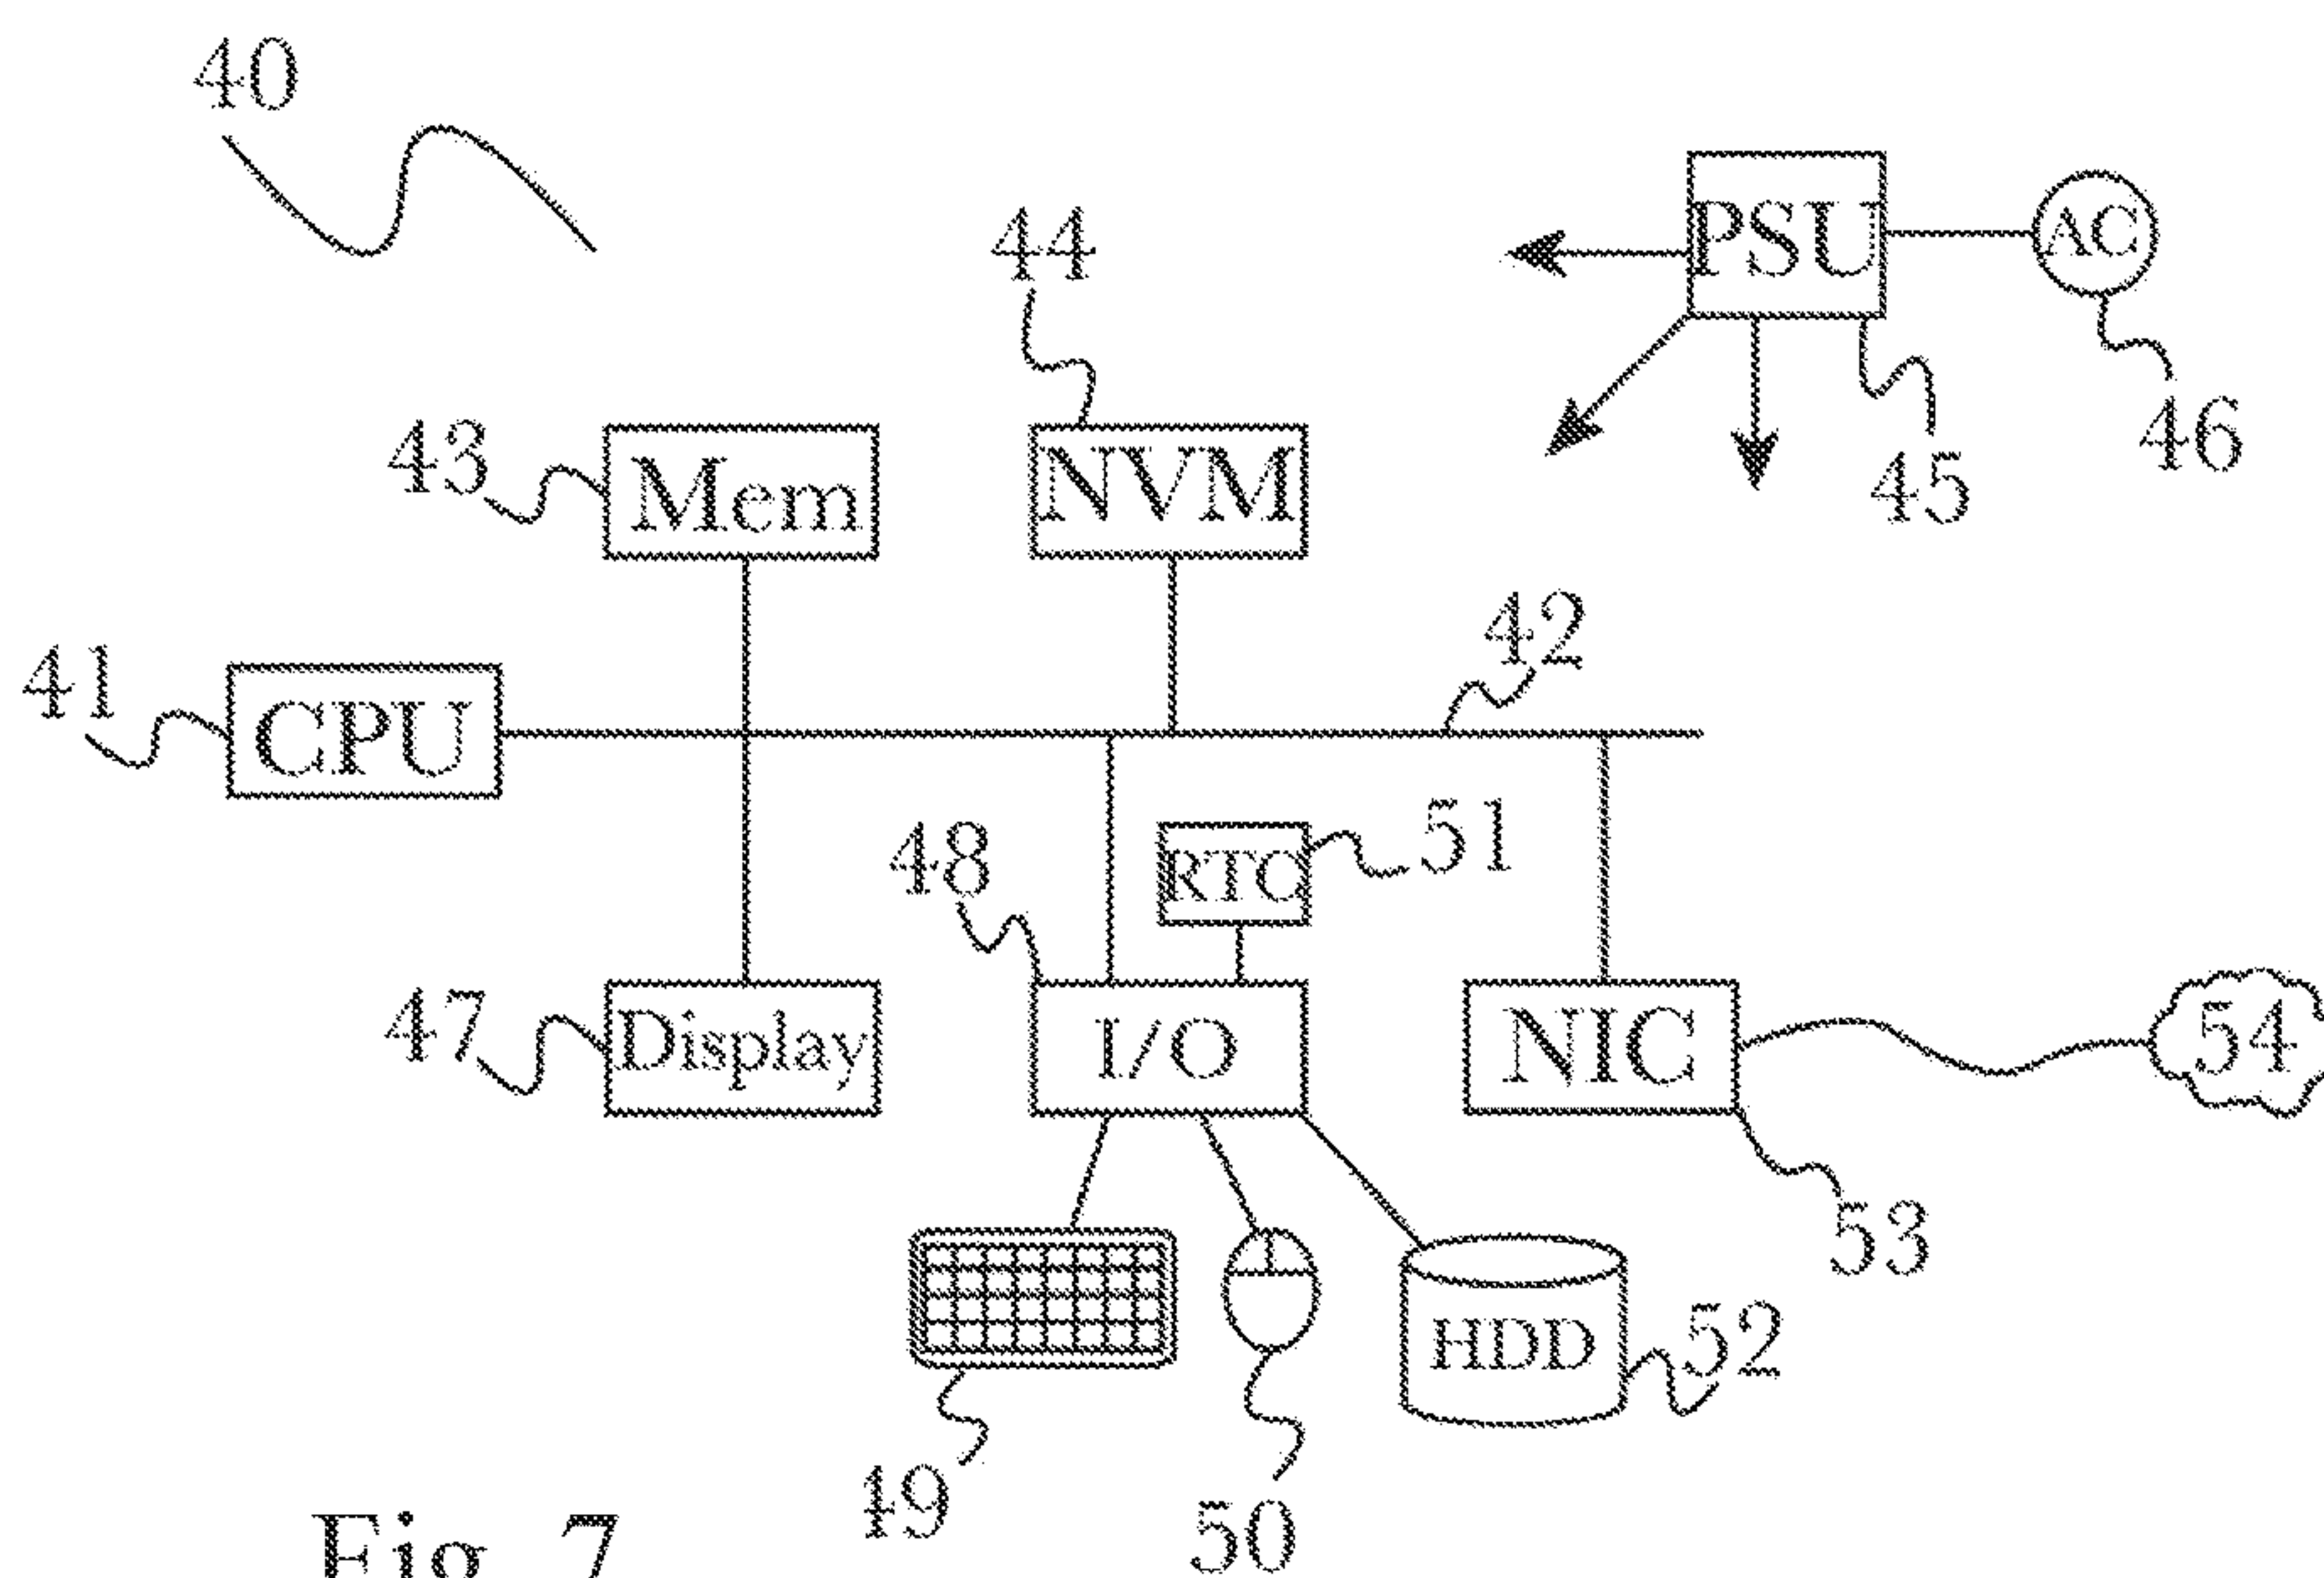 40
PSU
AC
44
46
43
Mem
NVM
45
42
41
CPU
51
48
RTC
47
Display
I/O
NIC
54
53
HDD
52
49
50
Fig. 7